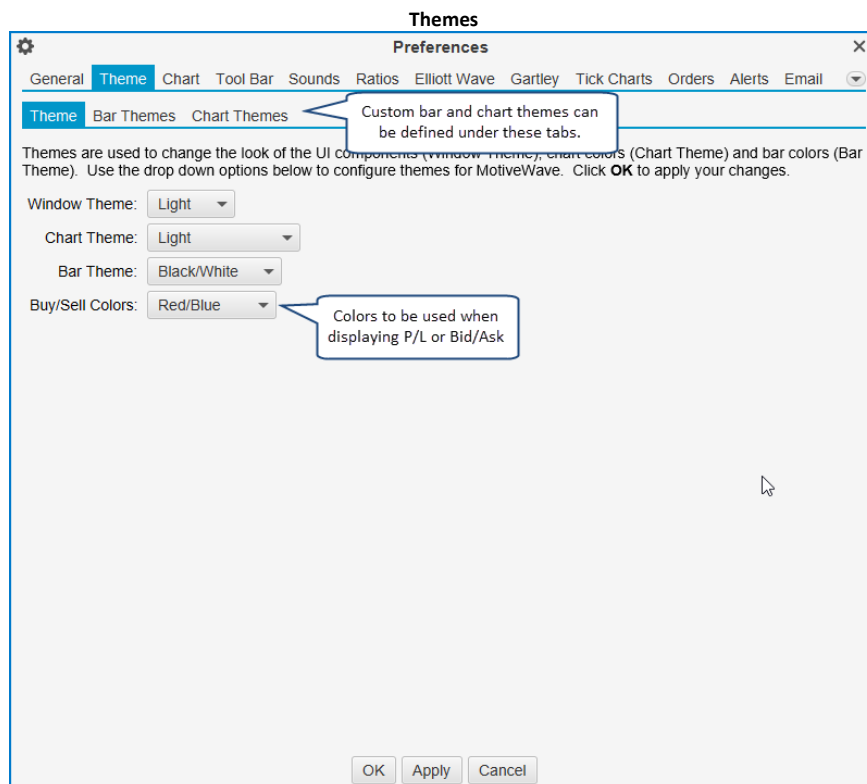 Themes
Preferences
General Theme Chart Tool Bar Sounds Ratios Elliott Wave Gartley Tick Charts Orders Alerts Email
Theme Bar Themes Chart Themes
Custom bar and chart themes can
be defined under these tabs.
Themes are used to change the look of the UI components (Window Theme), chart colors (Chart Theme) and bar colors (Bar
Theme). Use the drop down options below to configure themes for MotiveWave. Click OK to apply your changes.
Window Theme: Light
Chart Theme: Light
Bar Theme: Black/White
Buy/Sell Colors: Red/Blue
Colors to be used when
displaying P/L or Bid/Ask
OK Apply Cancel